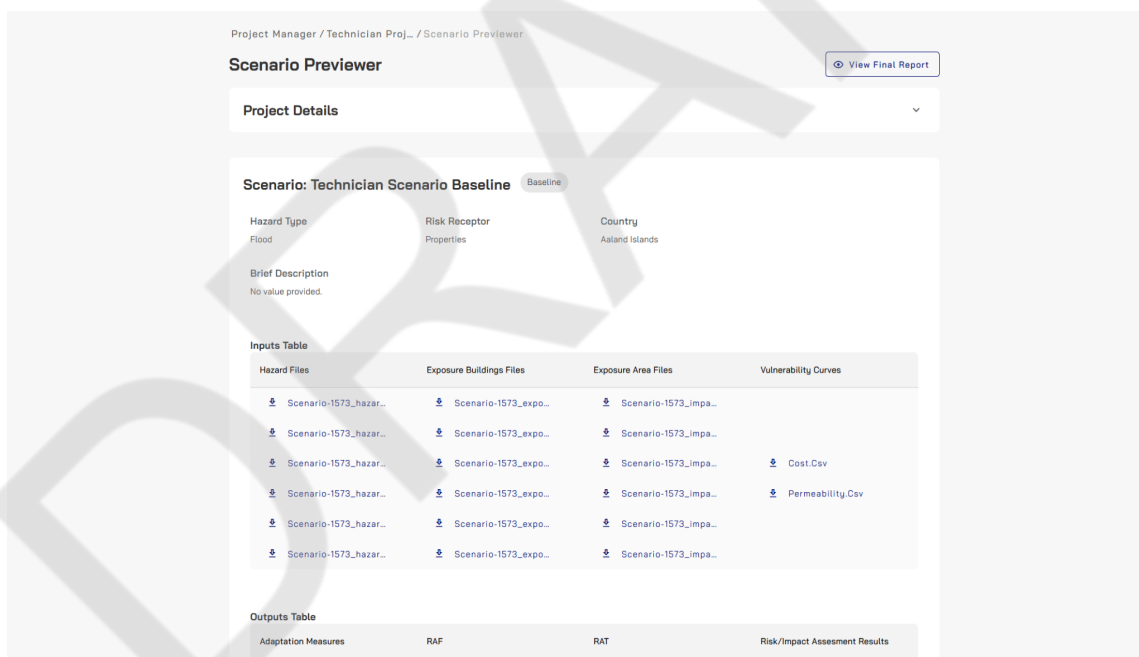 Project Manager / Technician Proj… / Scenario Previewer
Scenario Previewer
View Final Report
Project Details
Scenario: Technician Scenario Baseline Baseline
Hazard Type Risk Receptor Country
Flood Properties Aaland Islands
Brief Description
No value provided.
Inputs Table
Hazard Files Exposure Buildings Files Exposure Area Files Vulnerability Curves
Scenario-1573_hazar… Scenario-1573_expo… Scenario-1573_impa…
Scenario-1573_hazar… Scenario-1573_expo… Scenario-1573_impa…
Scenario-1573_hazar… Scenario-1573_expo… Scenario-1573_impa… Cost.Csv
Scenario-1573_hazar… Scenario-1573_expo… Scenario-1573_impa… Permeability.Csv
Scenario-1573_hazar… Scenario-1573_expo… Scenario-1573_impa…
Scenario-1573_hazar… Scenario-1573_expo… Scenario-1573_impa…
Outputs Table
Adaptation Measures RAF RAT Risk/Impact Assesment Results